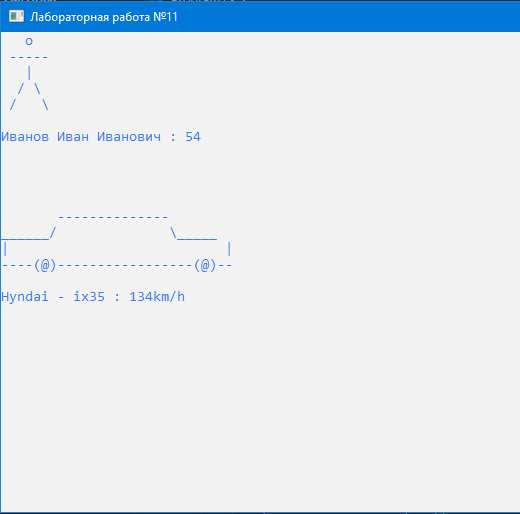 Лабораторная работа №11
   o
 -----
   |
  / \
 /   \
Иванов Иван Иванович : 54
       --------------
______/              \_____
|                           |
----(@)-----------------(@)--
Hyndai - ix35 : 134km/h